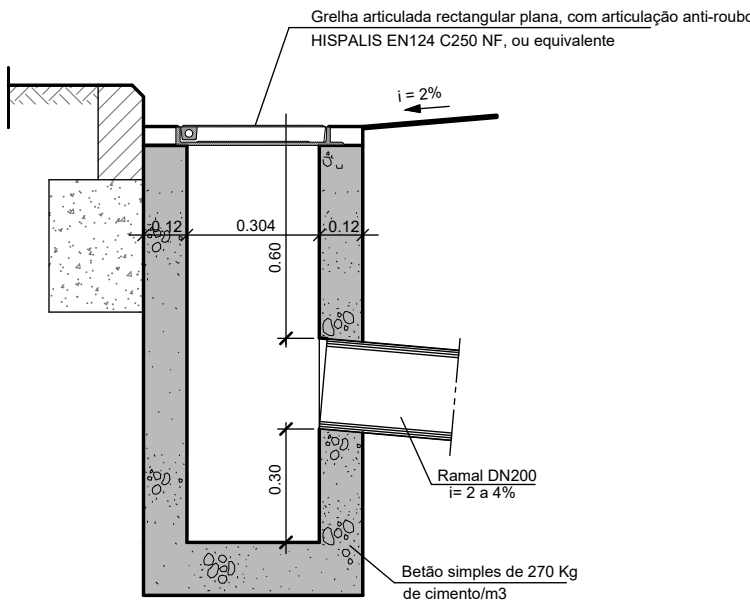 Grelha articulada rectangular plana, com articulação anti-roubo
HISPALIS EN124 C250 NF, ou equivalente
i = 2%
0.12
0.304
0.12
0.60
0.30
Ramal DN200
i= 2 a 4%
Betão simples de 270 Kg
de cimento/m3